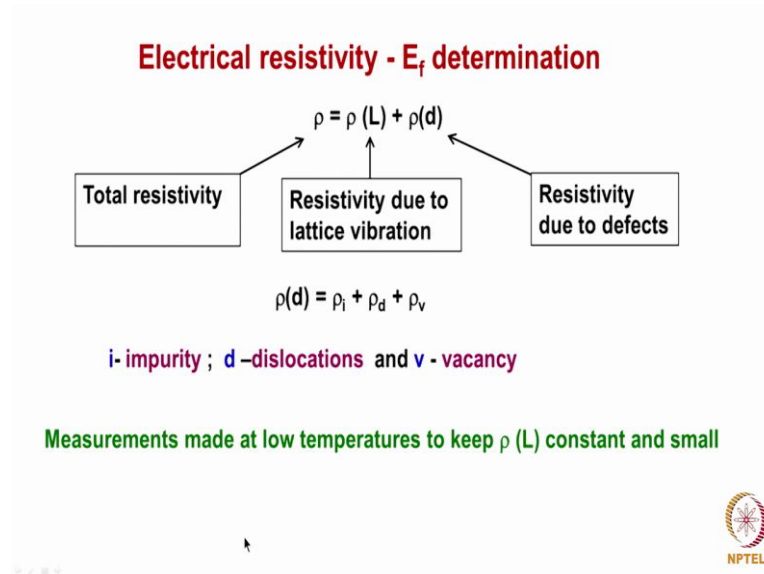 Electrical resistivity - Ef determination
ρ = ρ (L) + ρ(d)
Total resistivity
Resistivity due to
lattice vibration
Resistivity
due to defects
ρ(d) = ρi + ρd + ρv
i- impurity ; d –dislocations and v - vacancy
Measurements made at low temperatures to keep ρ (L) constant and small
NPTEL